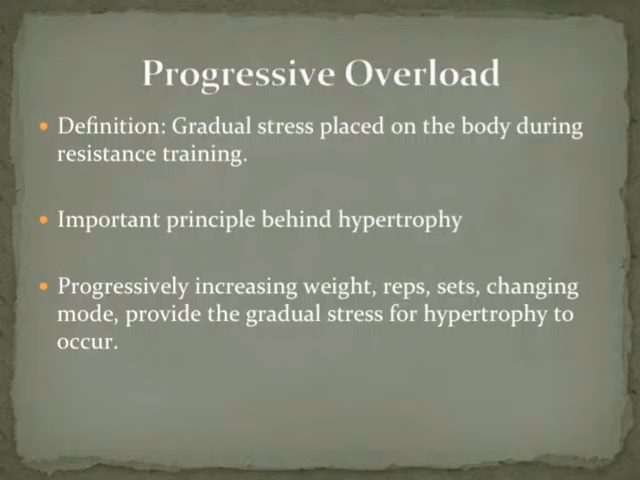 Progressive Overload
Definition: Gradual stress placed on the body during
resistance training.
Important principle behind hypertrophy
Progressively increasing weight, reps, sets, changing
mode, provide the gradual stress for hypertrophy to
occur.